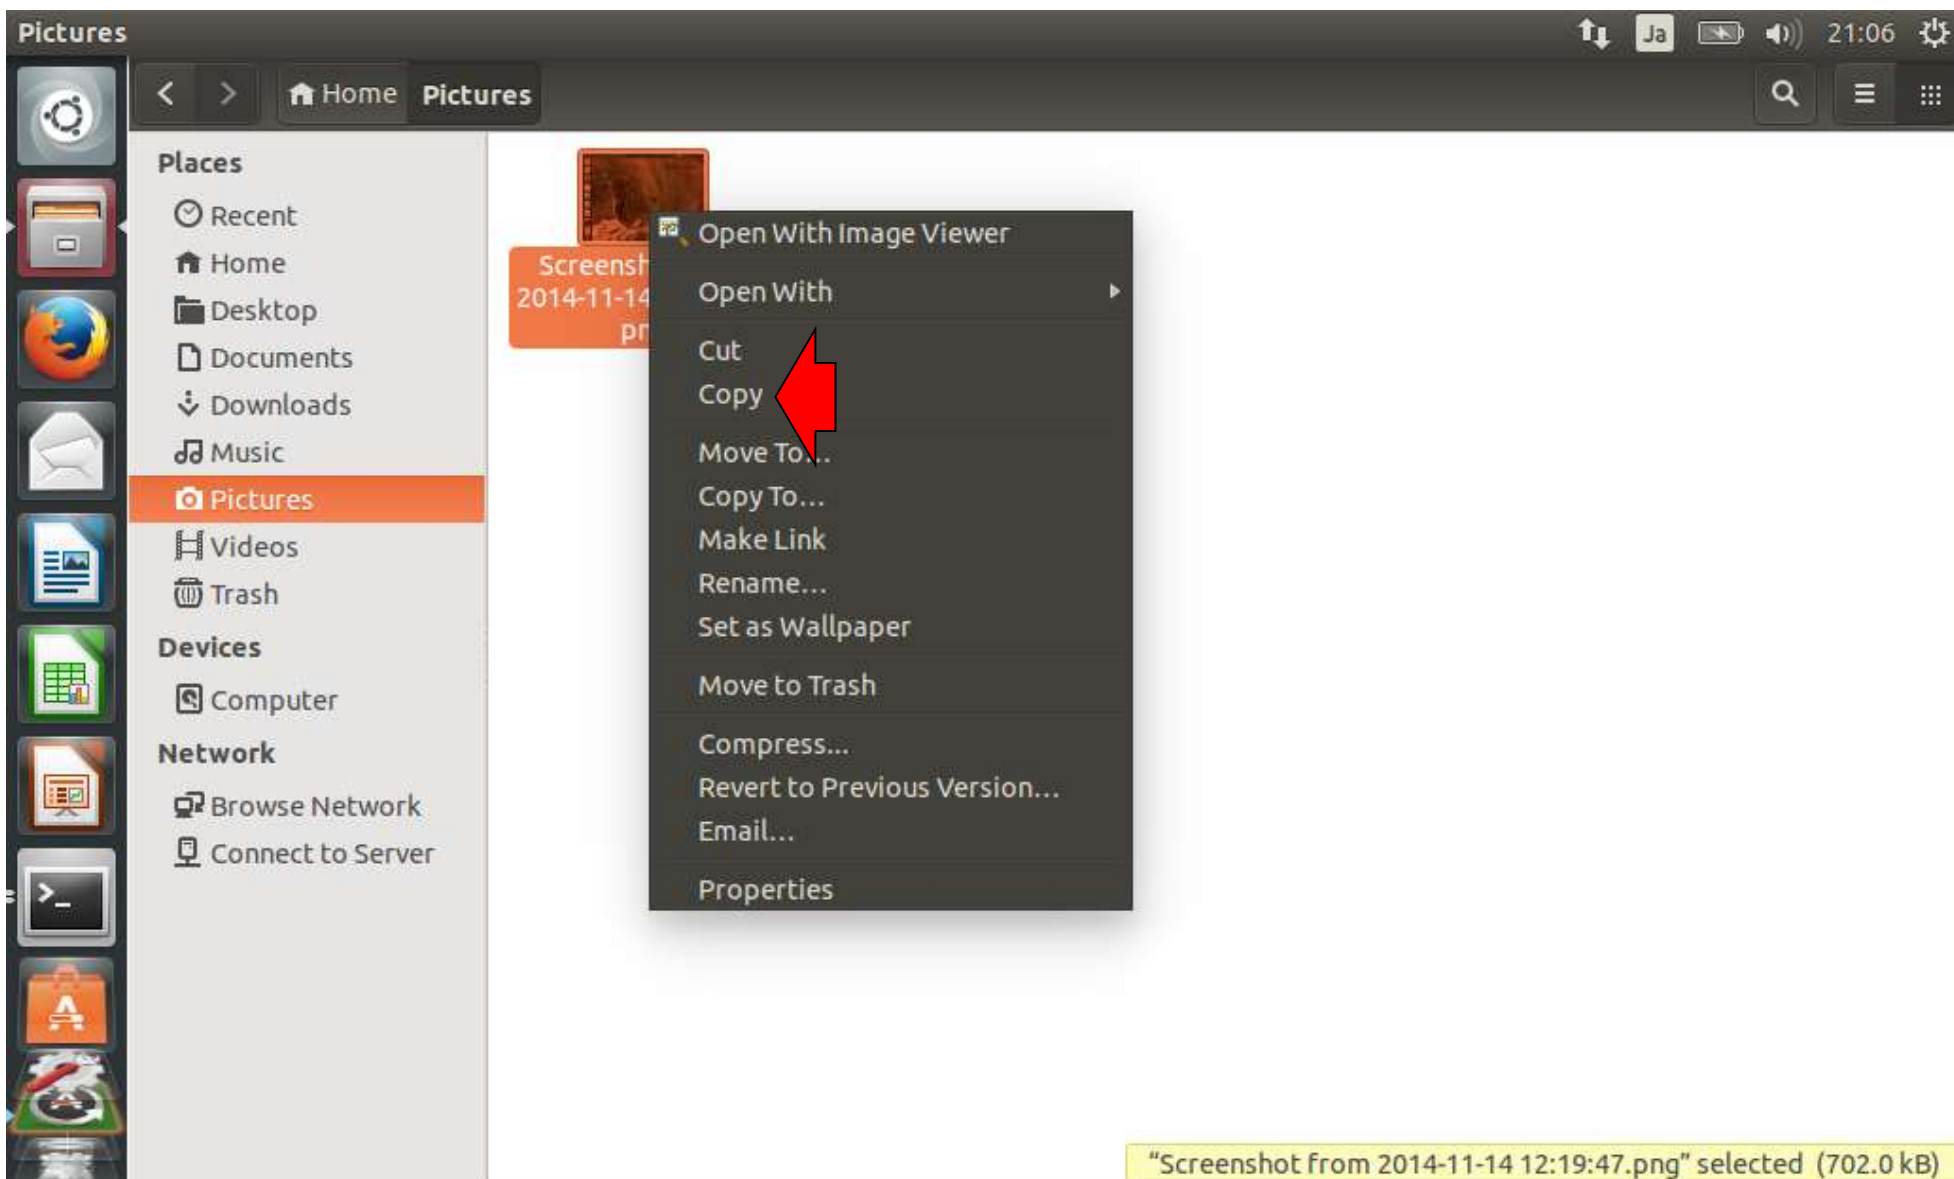 Pictures
Ja
21:06
Home Pictures
Places
Recent
Home
Desktop
Documents
Downloads
Music
Pictures
Videos
Trash
Devices
Computer
Network
Browse Network
Connect to Server
2014-11-14
Open With Image Viewer
Open With
Cut
Copy
Move To...
Copy To...
Make Link
Rename...
Set as Wallpaper
Move to Trash
Compress...
Revert to Previous Version...
Email...
Properties
“Screenshot from 2014-11-14 12:19:47.png” selected (702.0 kB)